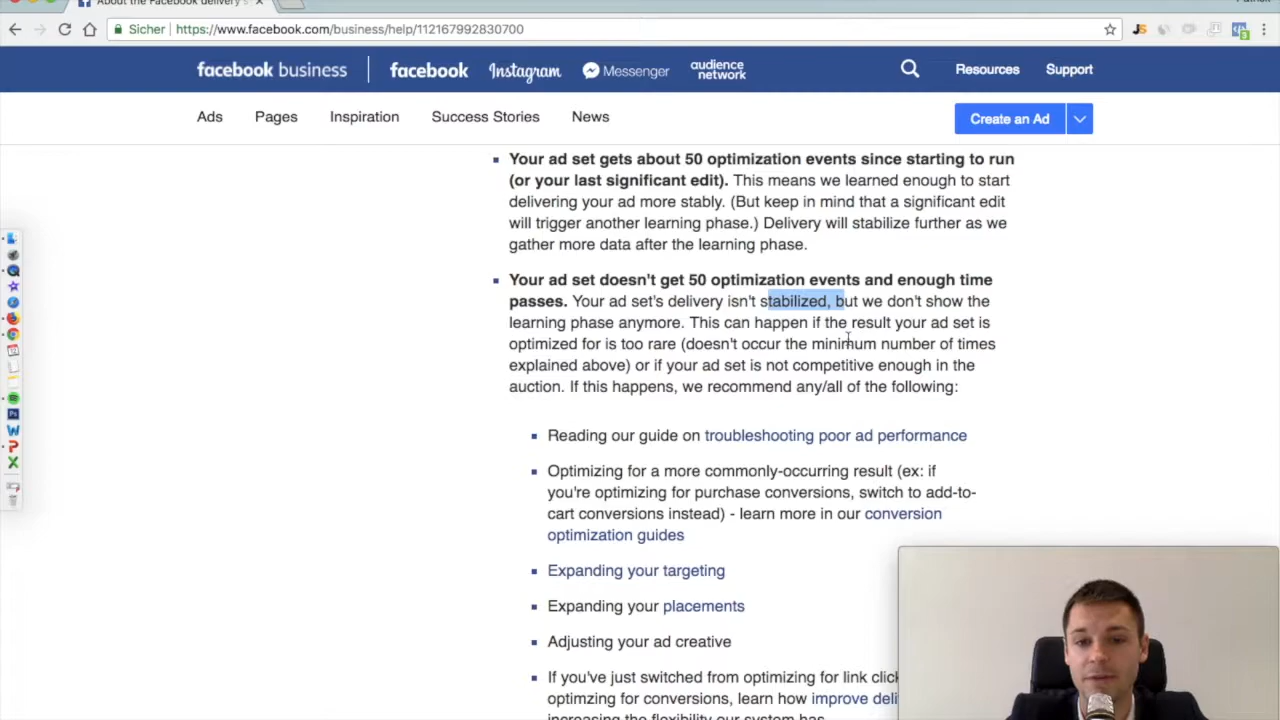 About the Facebook delivery's
Sicher | https://www.facebook.com/business/help/112167992830700
facebook business facebook Instagram Messenger audience network Resources Support
Ads Pages Inspiration Success Stories News Create an Ad
Your ad set gets about 50 optimization events since starting to run
(or your last significant edit). This means we learned enough to start
delivering your ad more stably. (But keep in mind that a significant edit
will trigger another learning phase.) Delivery will stabilize further as we
gather more data after the learning phase.
Your ad set doesn't get 50 optimization events and enough time
passes. Your ad set's delivery isn't stabilized, but we don't show the
learning phase anymore. This can happen if the result your ad set is
optimized for is too rare (doesn't occur the minimum number of times
explained above) or if your ad set is not competitive enough in the
auction. If this happens, we recommend any/all of the following:
Reading our guide on troubleshooting poor ad performance
Optimizing for a more commonly-occurring result (ex: if
you're optimizing for purchase conversions, switch to add-to-
cart conversions instead) - learn more in our conversion
optimization guides
Expanding your targeting
Expanding your placements
Adjusting your ad creative
If you've just switched from optimizing for link clic
optimzing for conversions, learn how improve deli
increasing the flexibility our system has